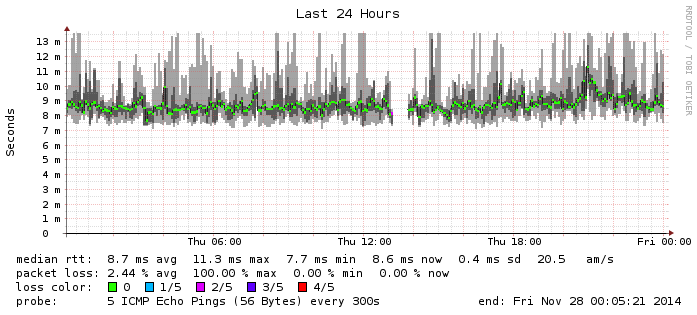 Last 24 Hours
RRDTOOL / TOBI OETIKER
Seconds
13 m
12 m
11 m
10 m
9 m
8 m
7 m
6 m
5 m
4 m
3 m
2 m
1 m
0
Thu 06:00 Thu 12:00 Thu 18:00 Fri 00:00
median rtt: 8.7 ms avg 11.3 ms max 7.7 ms min 8.6 ms now 0.4 ms sd 20.5 am/s
packet loss: 2.44 % avg 100.00 % max 0.00 % min 0.00 % now
loss color: 0 1/5 2/5 3/5 4/5
probe: 5 ICMP Echo Pings (56 Bytes) every 300s end: Fri Nov 28 00:05:21 2014